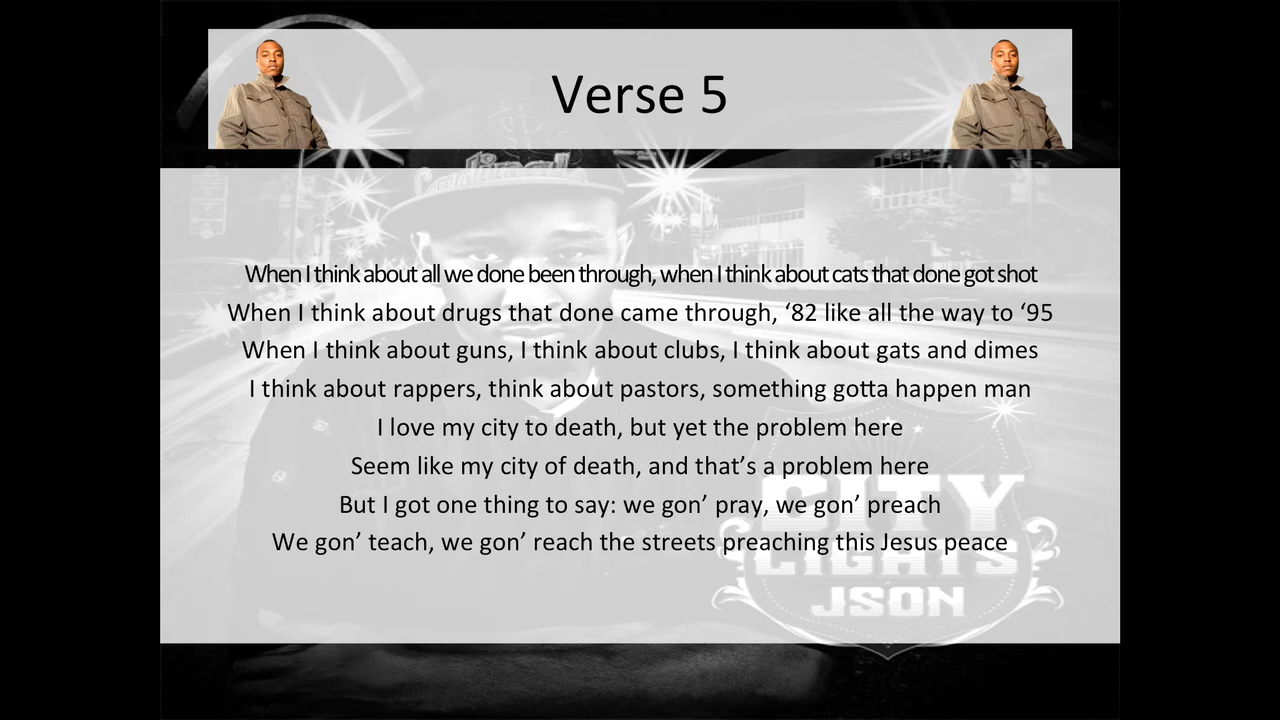 Verse 5
Cardinals
When I think about all we done been through, when I think about cats that done got shot
When I think about drugs that done came through, ‘82 like all the way to ‘95
When I think about guns, I think about clubs, I think about gats and dimes
I think about rappers, think about pastors, something gotta happen man
I love my city to death, but yet the problem here
Seem like my city of death, and that’s a problem here
But I got one thing to say: we gon’ pray, we gon’ preach
We gon’ teach, we gon’ reach the streets preaching this Jesus peace
CITY
LIGHTS
JSON